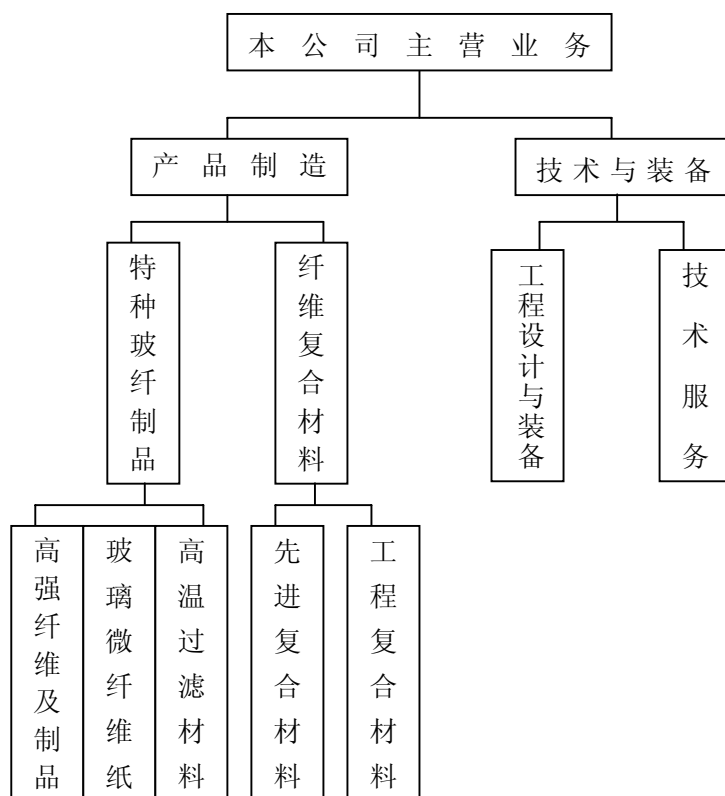 本公司主营业务
产品制造
技术与装备
特种玻纤制品
纤维复合材料
工程设计与装备
技术服务
高强纤维及制品
玻璃微纤维纸
高温过滤材料
先进复合材料
工程复合材料